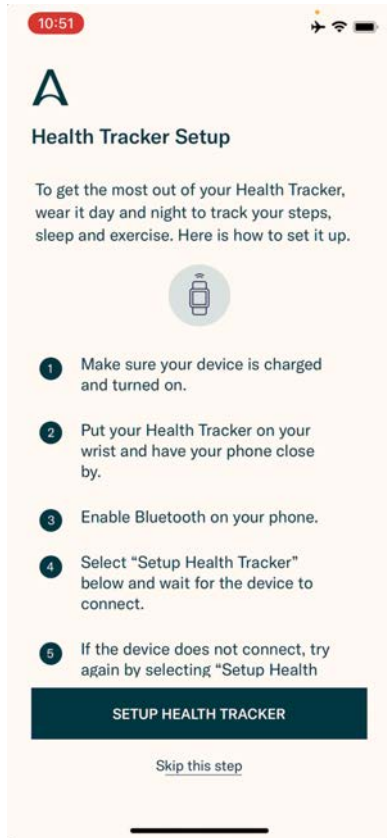 10:51
Health Tracker Setup
To get the most out of your Health Tracker,
wear it day and night to track your steps,
sleep and exercise. Here is how to set it up.
1 Make sure your device is charged
and turned on.
2 Put your Health Tracker on your
wrist and have your phone close
by.
3 Enable Bluetooth on your phone.
4 Select “Setup Health Tracker”
below and wait for the device to
connect.
5 If the device does not connect, try
again by selecting “Setup Health
SETUP HEALTH TRACKER
Skip this step